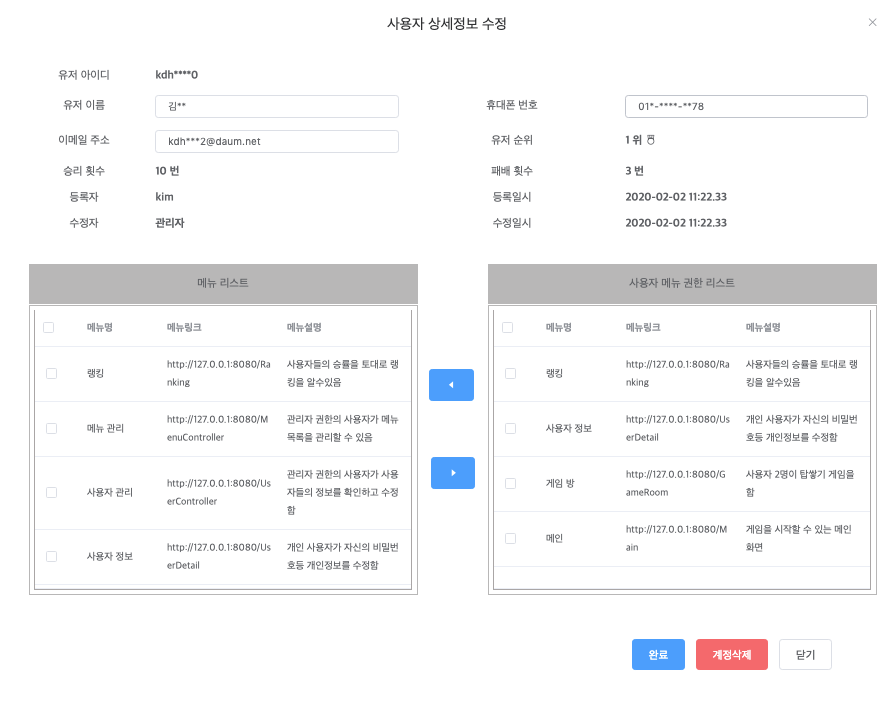 사용자 상세정보 수정
×
유저 아이디 kdh****0
유저 이름 김** 휴대폰 번호 01*-****-**78
이메일 주소 kdh***2@daum.net 유저 순위 1 위
승리 횟수 10 번 패배 횟수 3 번
등록자 kim 등록일시 2020-02-02 11:22.33
수정자 관리자 수정일시 2020-02-02 11:22.33
메뉴 리스트
메뉴명 메뉴링크 메뉴설명
랭킹 http://127.0.0.1:8080/Ra 사용자들의 승률을 토대로 랭
nking 킹을 알수있음
메뉴 관리 http://127.0.0.1:8080/M 관리자 권한의 사용자가 메뉴
enuController 목록을 관리할 수 있음
관리자 권한의 사용자가 사용
사용자 관리 http://127.0.0.1:8080/Us 자들의 정보를 확인하고 수정
erController 함
사용자 정보 http://127.0.0.1:8080/Us 개인 사용자가 자신의 비밀번
erDetail 호등 개인정보를 수정함
사용자 메뉴 권한 리스트
메뉴명 메뉴링크 메뉴설명
랭킹 http://127.0.0.1:8080/Ra 사용자들의 승률을 토대로 랭
nking 킹을 알수있음
사용자 정보 http://127.0.0.1:8080/Us 개인 사용자가 자신의 비밀번
erDetail 호등 개인정보를 수정함
게임 방 http://127.0.0.1:8080/G 사용자 2명이 탑쌓기 게임을
ameRoom 함
메인 http://127.0.0.1:8080/M 게임을 시작할 수 있는 메인
ain 화면
완료 계정삭제 닫기